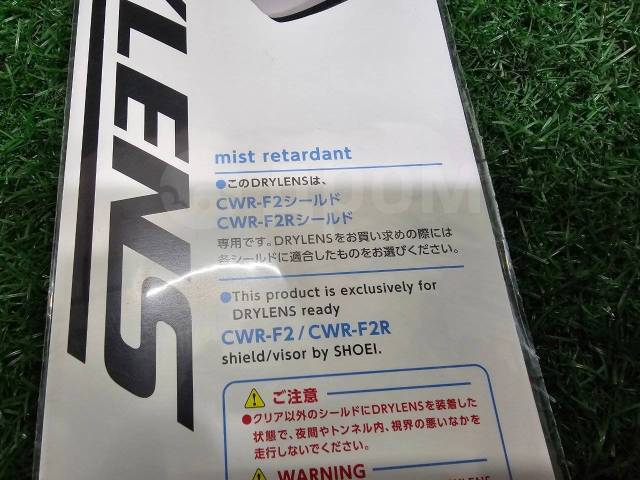 YLENS
mist retardant
●このDRYLENSは、
CWR-F2シールド
CWR-F2Rシールド
専用です。DRYLENSをお買い求めの際には
各シールドに適合したものをお選びください。
●This product is exclusively for
DRYLENS ready
CWR-F2 / CWR-F2R
shield/visor by SHOEI.
ご注意
●クリア以外のシールドにDRYLENSを装着した
状態で、夜間やトンネル内、視界の悪いなかを
走行しないでください。
WARNING